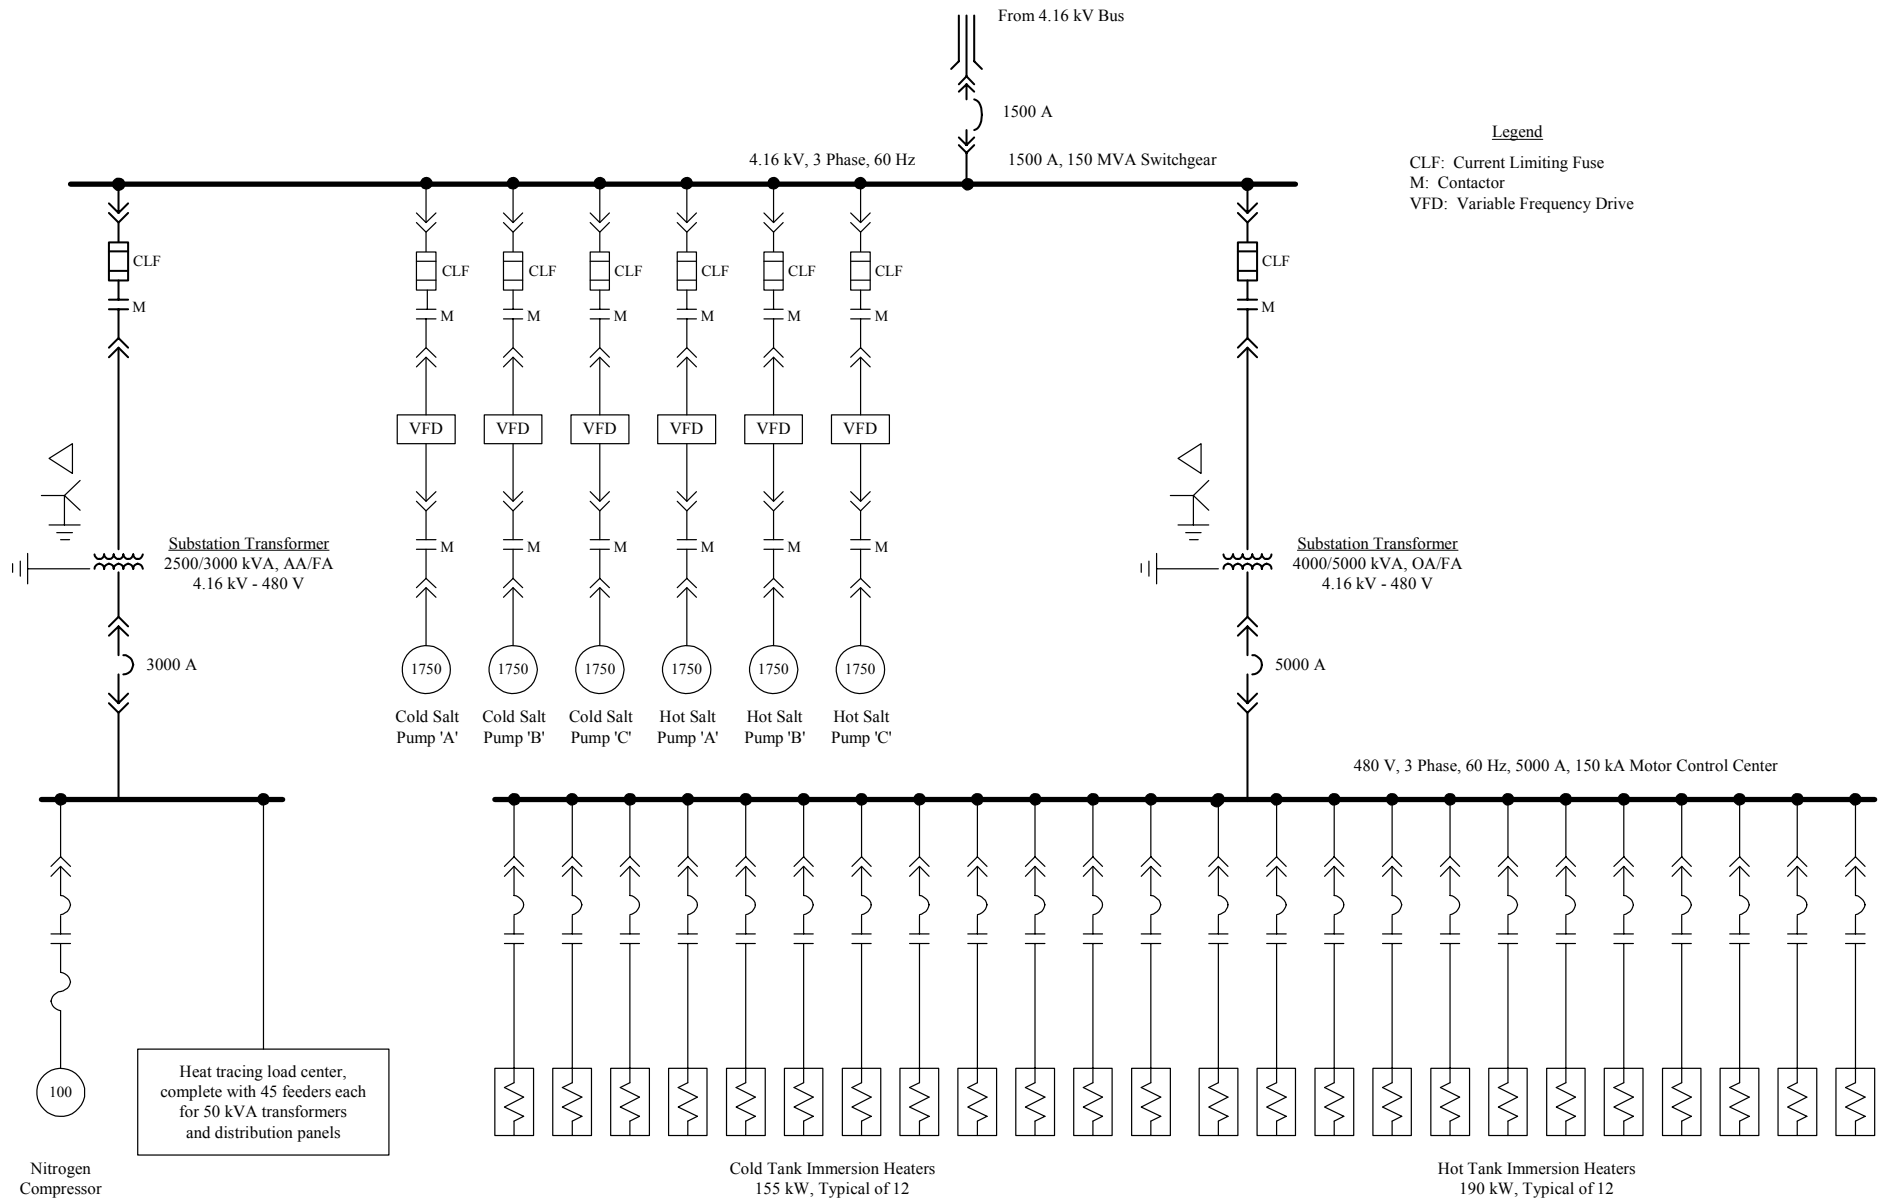 From 4.16 kV Bus
1500 A
Legend
CLF: Current Limiting Fuse
M: Contactor
VFD: Variable Frequency Drive
4.16 kV, 3 Phase, 60 Hz
1500 A, 150 MVA Switchgear
CLF
CLF
CLF
CLF
CLF
CLF
CLF
CLF
M
M
M
M
M
M
M
M
VFD
VFD
VFD
VFD
VFD
VFD
M
M
M
M
M
M
Substation Transformer
2500/3000 kVA, AA/FA
4.16 kV - 480 V
Substation Transformer
4000/5000 kVA, OA/FA
4.16 kV - 480 V
3000 A
1750
1750
1750
1750
1750
1750
5000 A
Cold Salt
Pump 'A'
Cold Salt
Pump 'B'
Cold Salt
Pump 'C'
Hot Salt
Pump 'A'
Hot Salt
Pump 'B'
Hot Salt
Pump 'C'
480 V, 3 Phase, 60 Hz, 5000 A, 150 kA Motor Control Center
100
Heat tracing load center,
complete with 45 feeders each
for 50 kVA transformers
and distribution panels
Nitrogen
Compressor
Cold Tank Immersion Heaters
155 kW, Typical of 12
Hot Tank Immersion Heaters
190 kW, Typical of 12